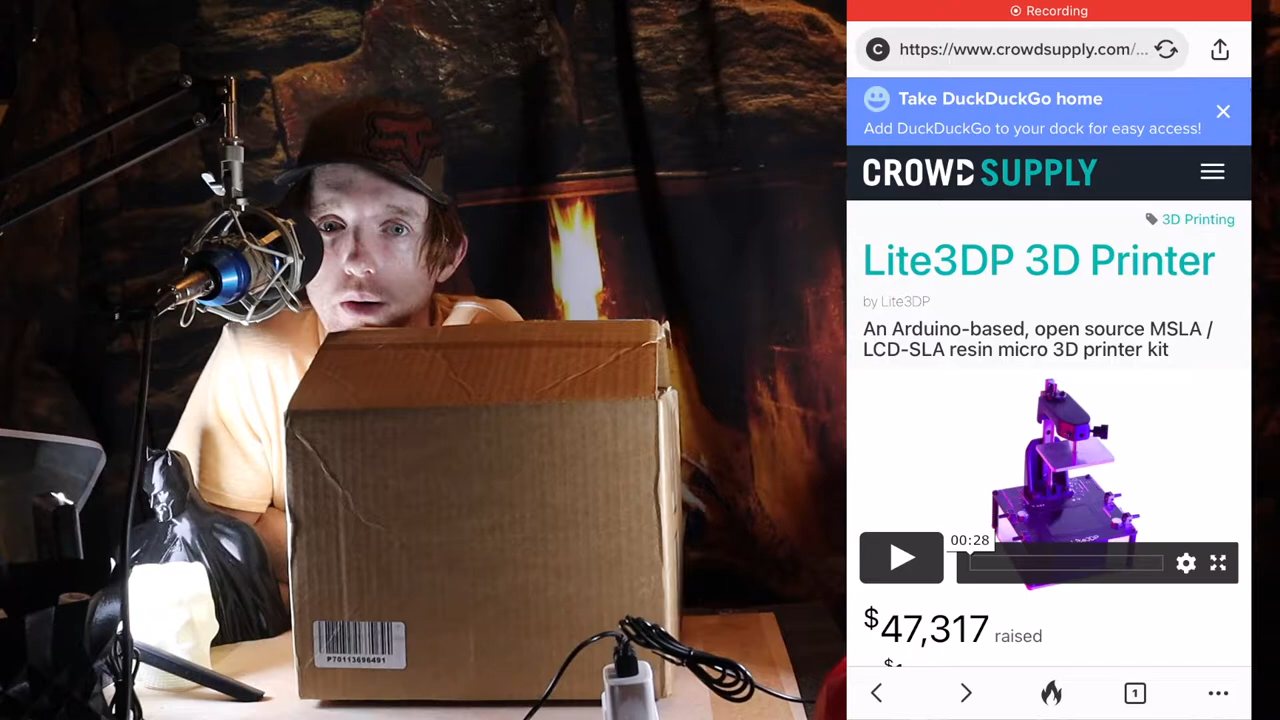 P70113696491
Recording
C https://www.crowdsupply.com/...
Take DuckDuckGo home
Add DuckDuckGo to your dock for easy access!
CROWD SUPPLY
3D Printing
Lite3DP 3D Printer
by Lite3DP
An Arduino-based, open source MSLA /
LCD-SLA resin micro 3D printer kit
00:28
$47,317 raised
1